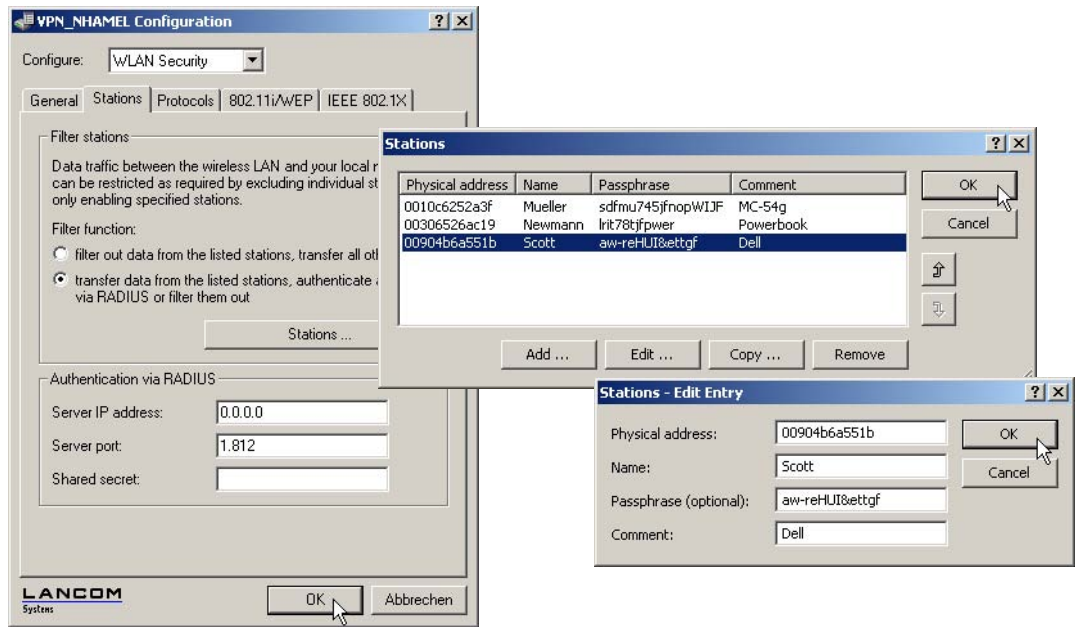 VPN_NHAMEL Configuration
Configure: WLAN Security
General Stations Protocols 802.11i/WEP IEEE 802.1X
Filter stations
Data traffic between the wireless LAN and your local
can be restricted as required by excluding individual
only enabling specified stations.
Filter function:
filter out data from the listed stations, transfer all
transfer data from the listed stations, authenticate
via RADIUS or filter them out
Stations ...
Authentication via RADIUS
Server IP address: 0.0.0.0
Server port: 1.812
Shared secret:
LANCOM
Systems
OK Abbrechen
Stations
Physical address Name Passphrase Comment
0010c6252a3f Mueller sdfmu745jfnopWIJF MC-54g
00306526ac19 Newmann lrit78tjfpwer Powerbook
00904b6a551b Scott aw-reHUI&ettgf Dell
OK
Cancel
Add ... Edit ... Copy ... Remove
Stations - Edit Entry
Physical address: 00904b6a551b
Name: Scott
Passphrase (optional): aw-reHUI&ettgf
Comment: Dell
OK
Cancel